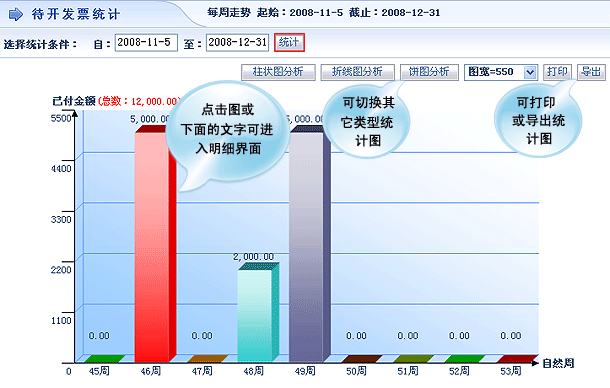 待开发票统计
每周走势 起始：2008-11-5 截止：2008-12-31
选择统计条件： 自：2008-11-5 至：2008-12-31 统计
柱状图分析 折线图分析 饼图分析 图宽=550 打印 导出
已付金额(总数：12,000.00)
点击图或
下面的文字可进
入明细界面
可切换其
它类型统
计图
可打印
或导出统
计图
5500
4400
3300
2200
1100
0
0.00 5,000.00 0.00 2,000.00 5,000.00 0.00 0.00 0.00 0.00
45周 46周 47周 48周 49周 50周 51周 52周 53周
自然周